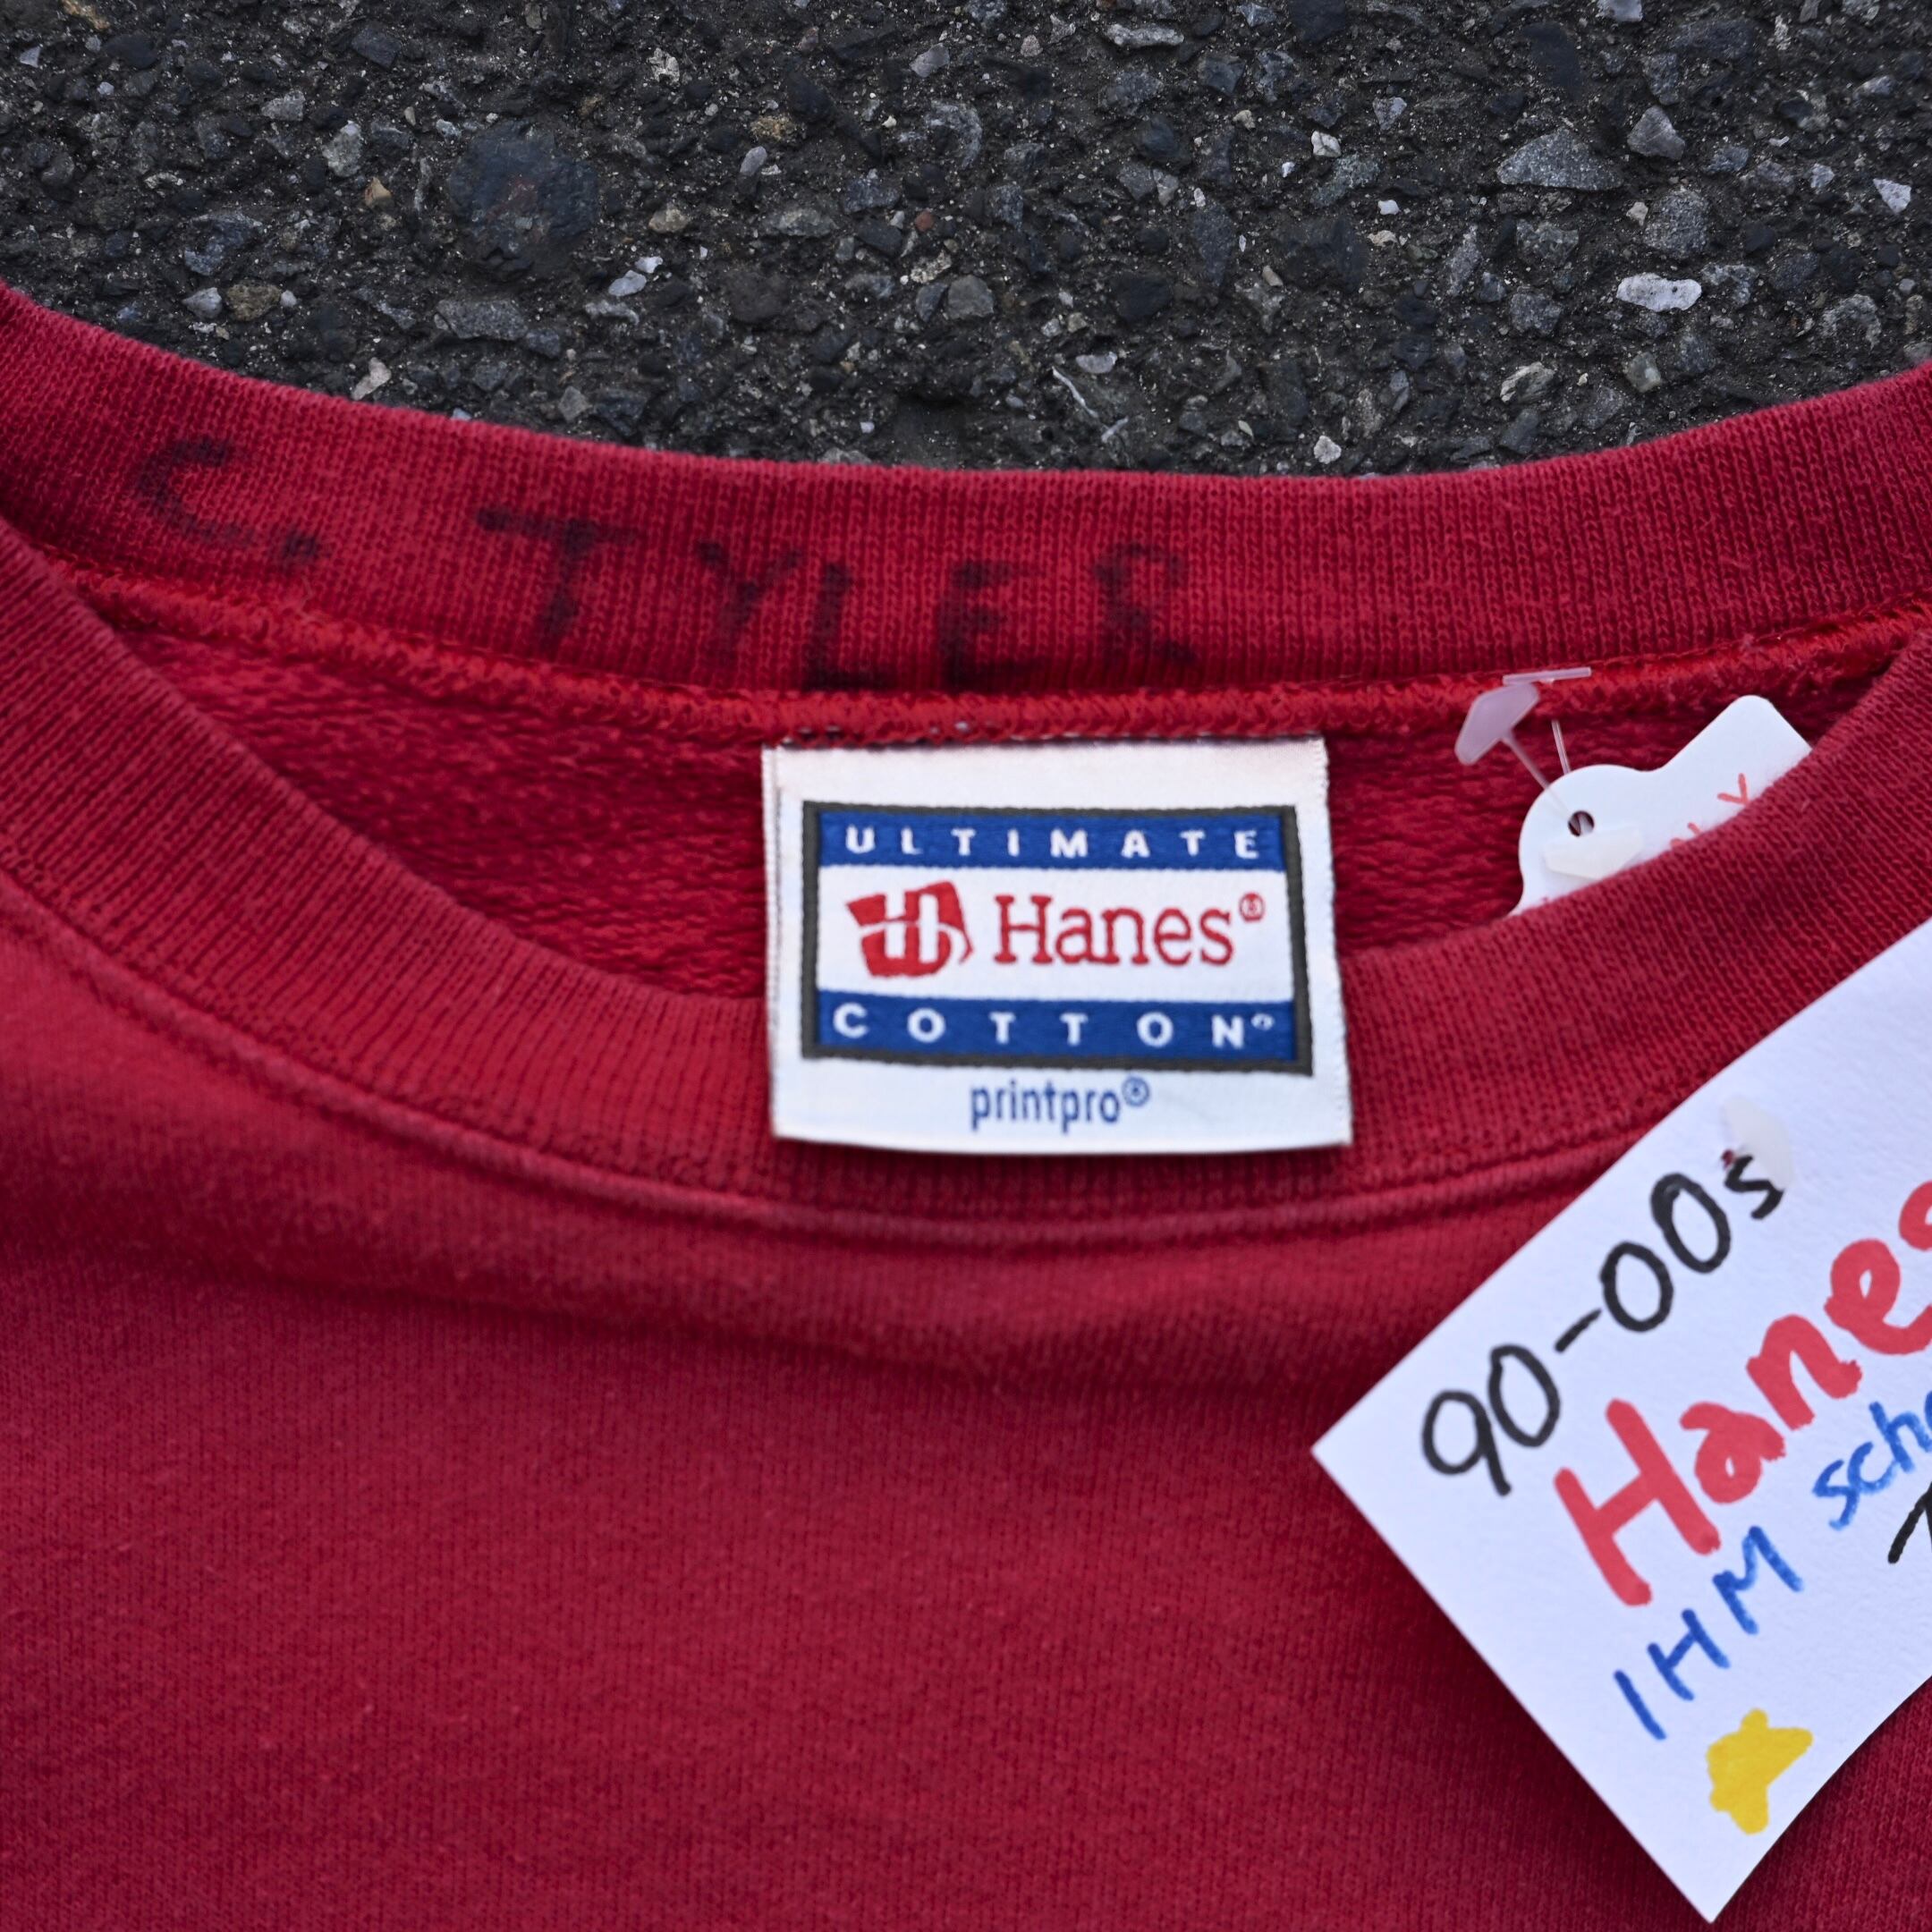 C. TYLER
ULTIMATE
Hanes®
COTTON®
printpro®
90-00s
Hanes
IHM